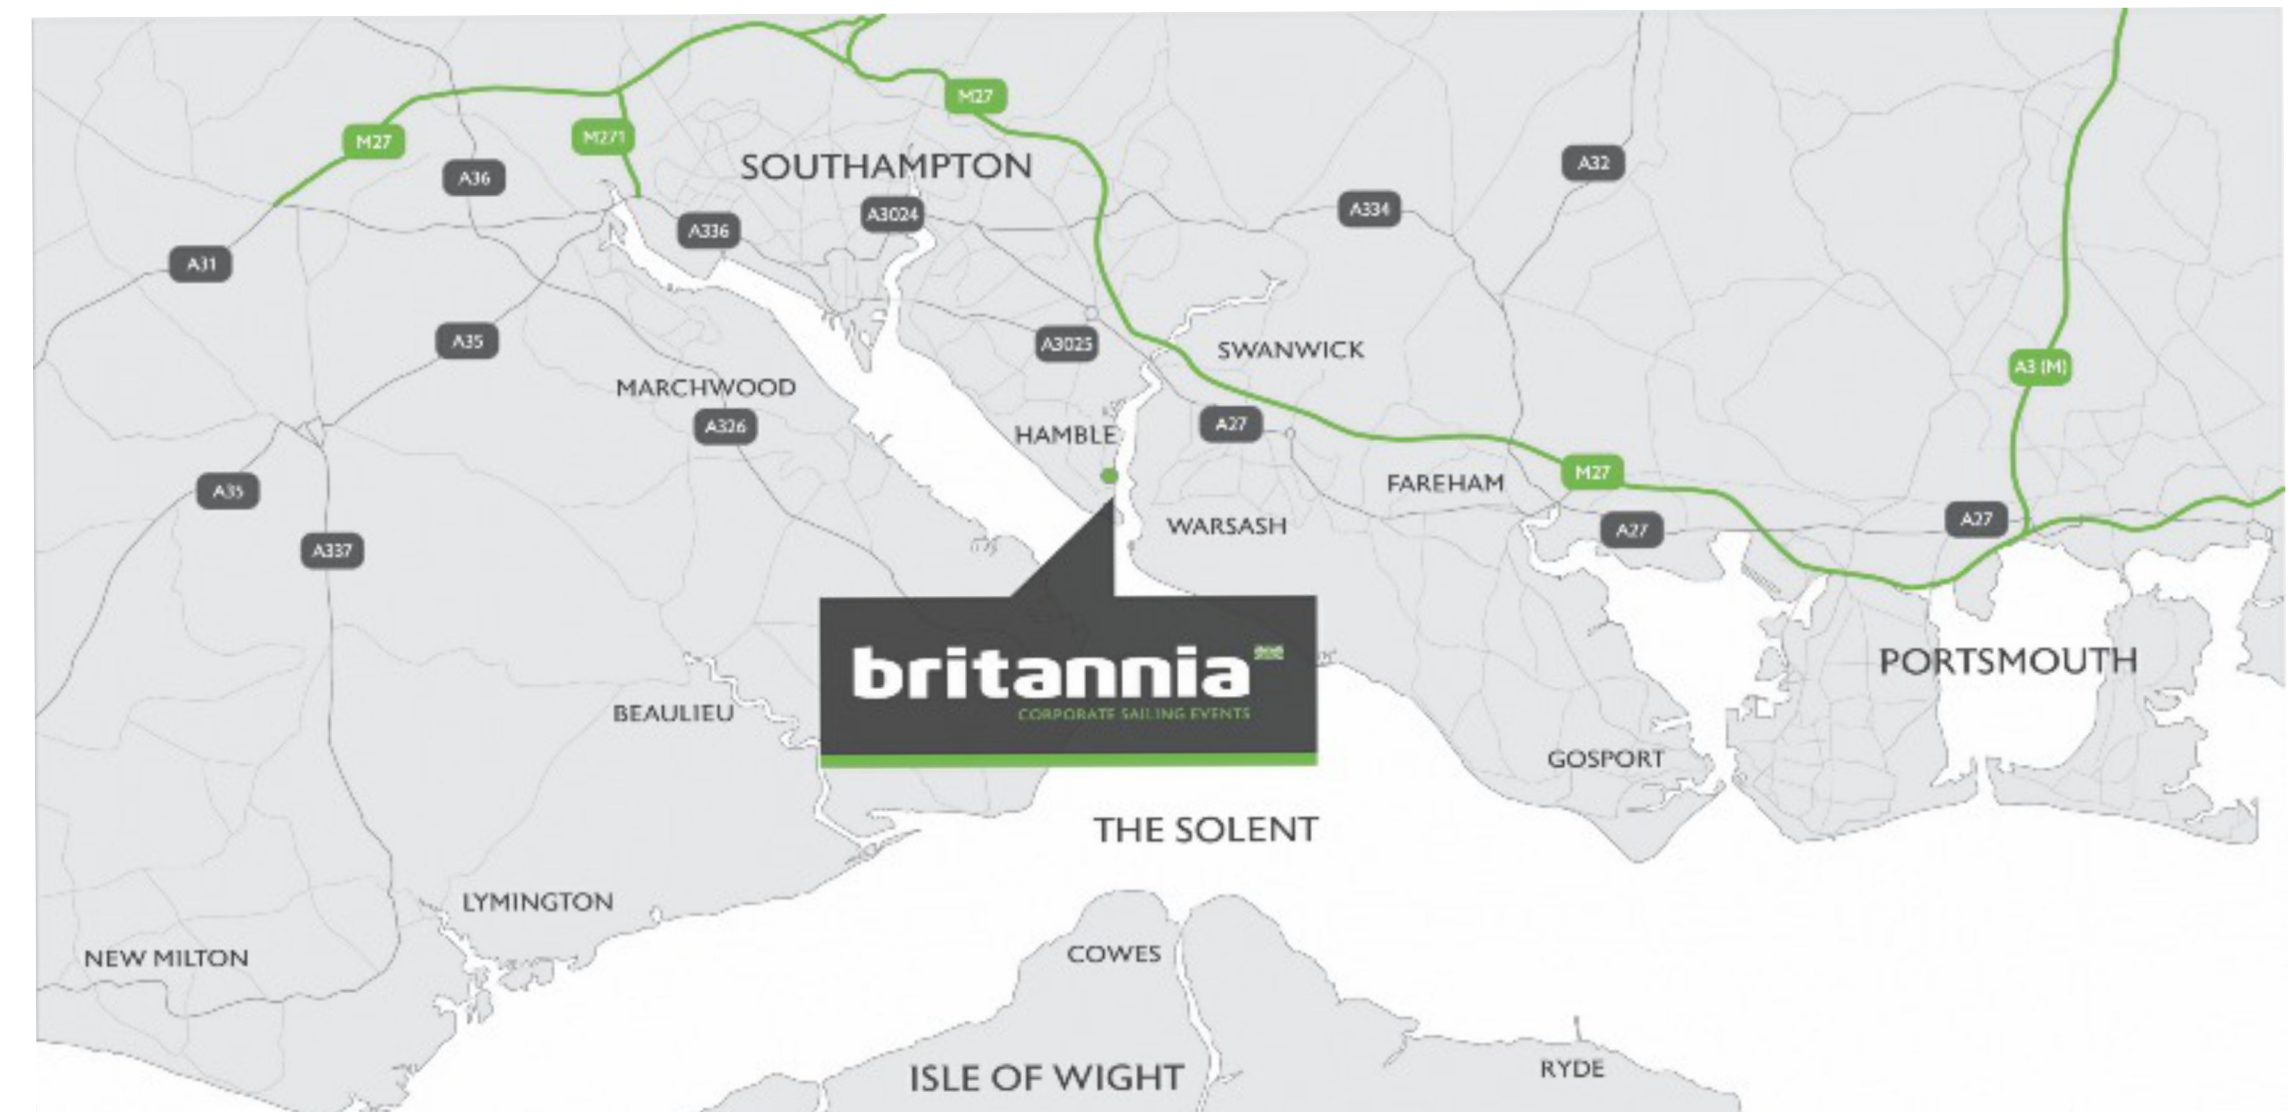 M27
M27
M271
SOUTHAMPTON
A32
A36
A334
A3024
A336
A31
A35
A3025
SWANWICK
A3 (M)
MARCHWOOD
A326
HAMBLE
A27
FAREHAM
M27
A35
WARSASH
A27
A27
A337
britannia
CORPORATE SAILING EVENTS
PORTSMOUTH
BEAULIEU
GOSPORT
THE SOLENT
LYMINGTON
NEW MILTON
COWES
ISLE OF WIGHT
RYDE